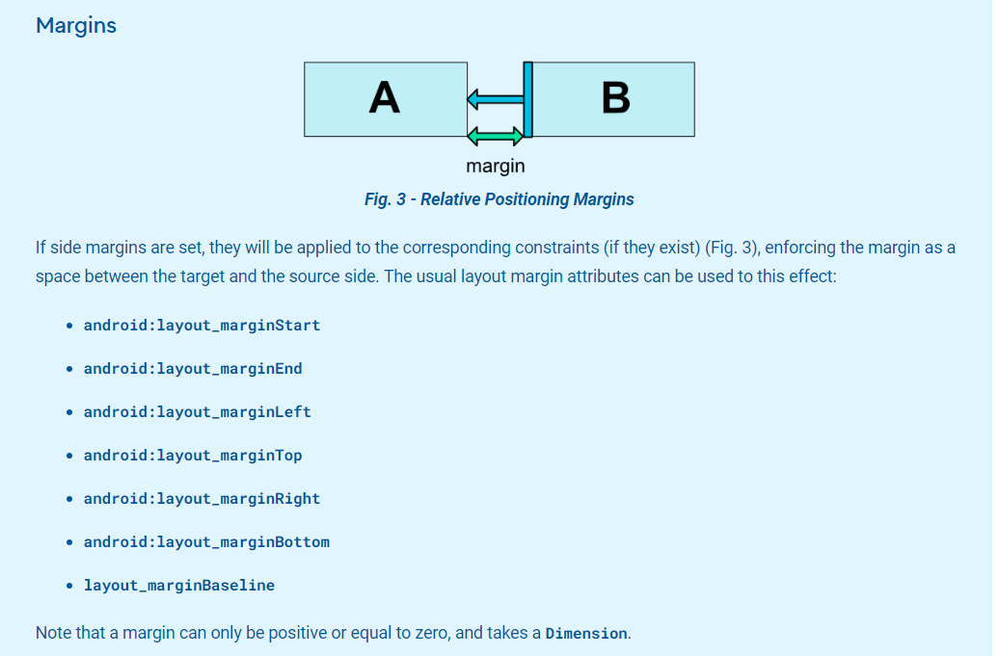 Margins
A
B
margin
Fig. 3 - Relative Positioning Margins
If side margins are set, they will be applied to the corresponding constraints (if they exist) (Fig. 3), enforcing the margin as a
space between the target and the source side. The usual layout margin attributes can be used to this effect:
• android:layout_marginStart
• android:layout_marginEnd
• android:layout_marginLeft
• android:layout_marginTop
• android:layout_marginRight
• android:layout_marginBottom
• layout_marginBaseline
Note that a margin can only be positive or equal to zero, and takes a Dimension.